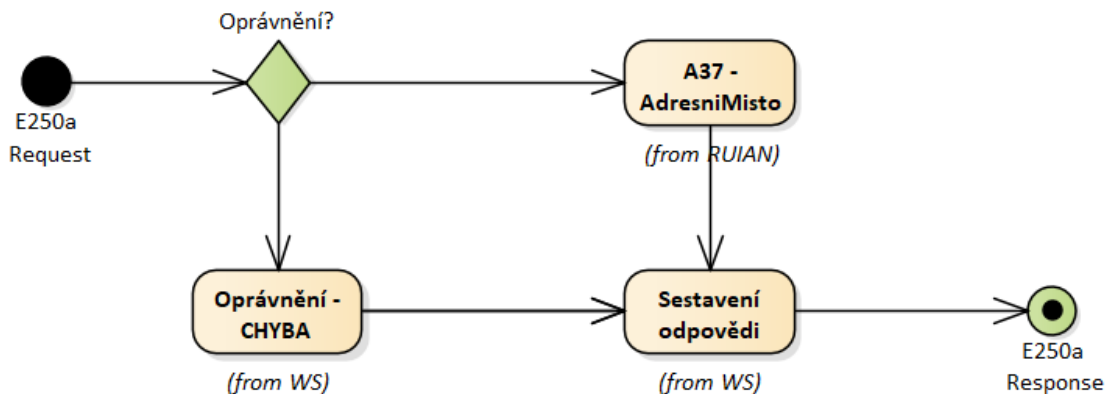 Oprávnění?
E250a
Request
A37 -
AdresniMisto
(from RUIAN)
Oprávnění -
CHYBA
(from WS)
Sestavení
odpovědi
(from WS)
E250a
Response